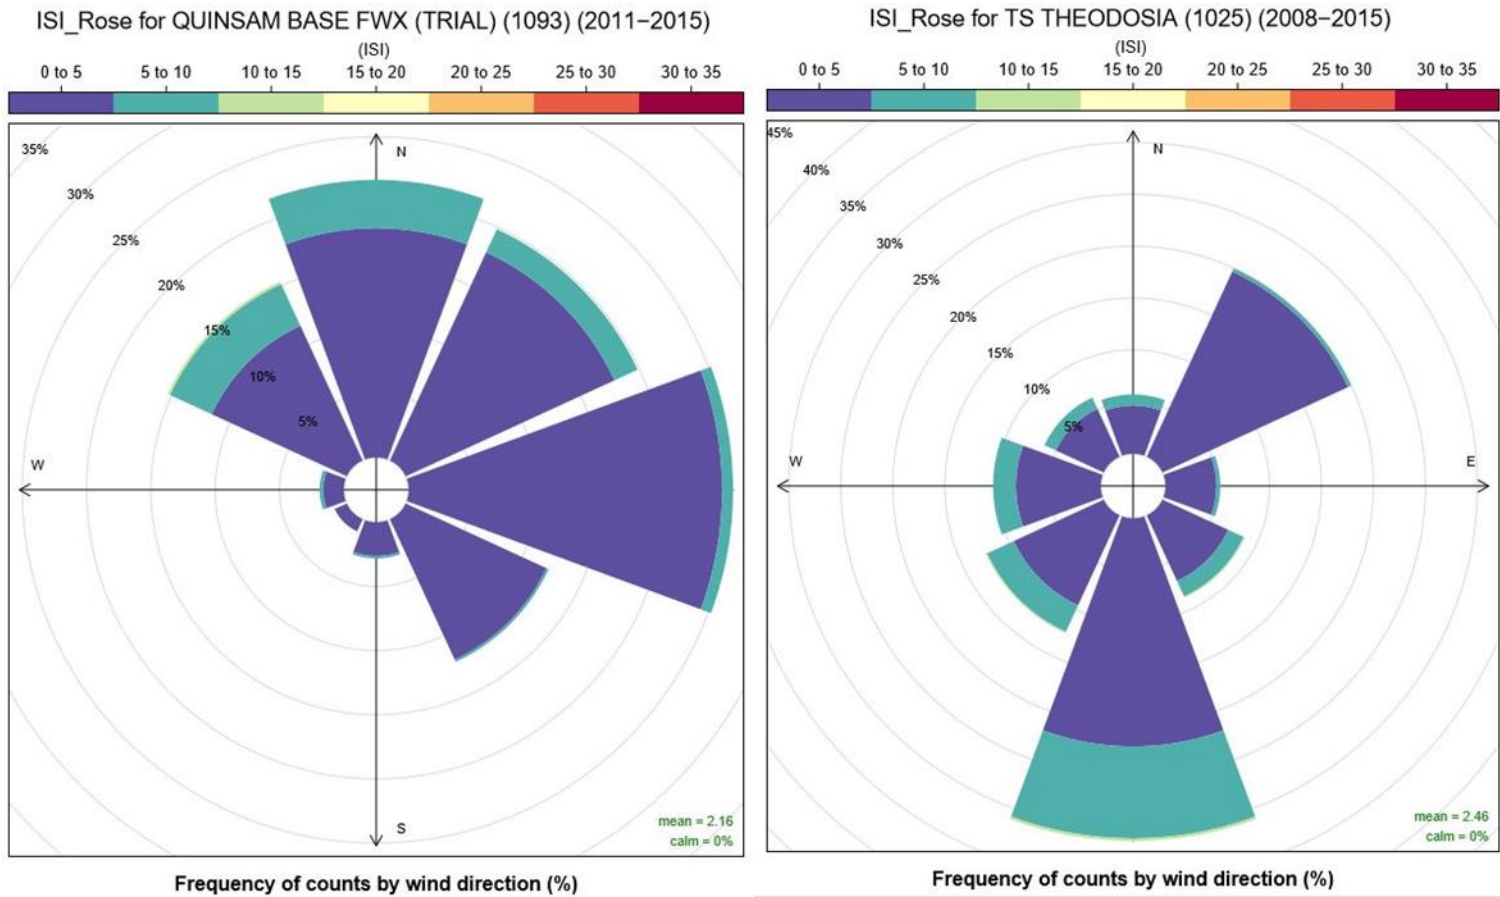 ISI_Rose for QUINSAM BASE FWX (TRIAL) (1093) (2011−2015)
(ISI)
0 to 5 5 to 10 10 to 15 15 to 20 20 to 25 25 to 30 30 to 35
35%
30%
25%
20%
15%
10%
5%
N
W
S
mean = 2.16
calm = 0%
Frequency of counts by wind direction (%)
ISI_Rose for TS THEODOSIA (1025) (2008−2015)
(ISI)
0 to 5 5 to 10 10 to 15 15 to 20 20 to 25 25 to 30 30 to 35
45%
40%
35%
30%
25%
20%
15%
10%
5%
N
W
E
mean = 2.46
calm = 0%
Frequency of counts by wind direction (%)